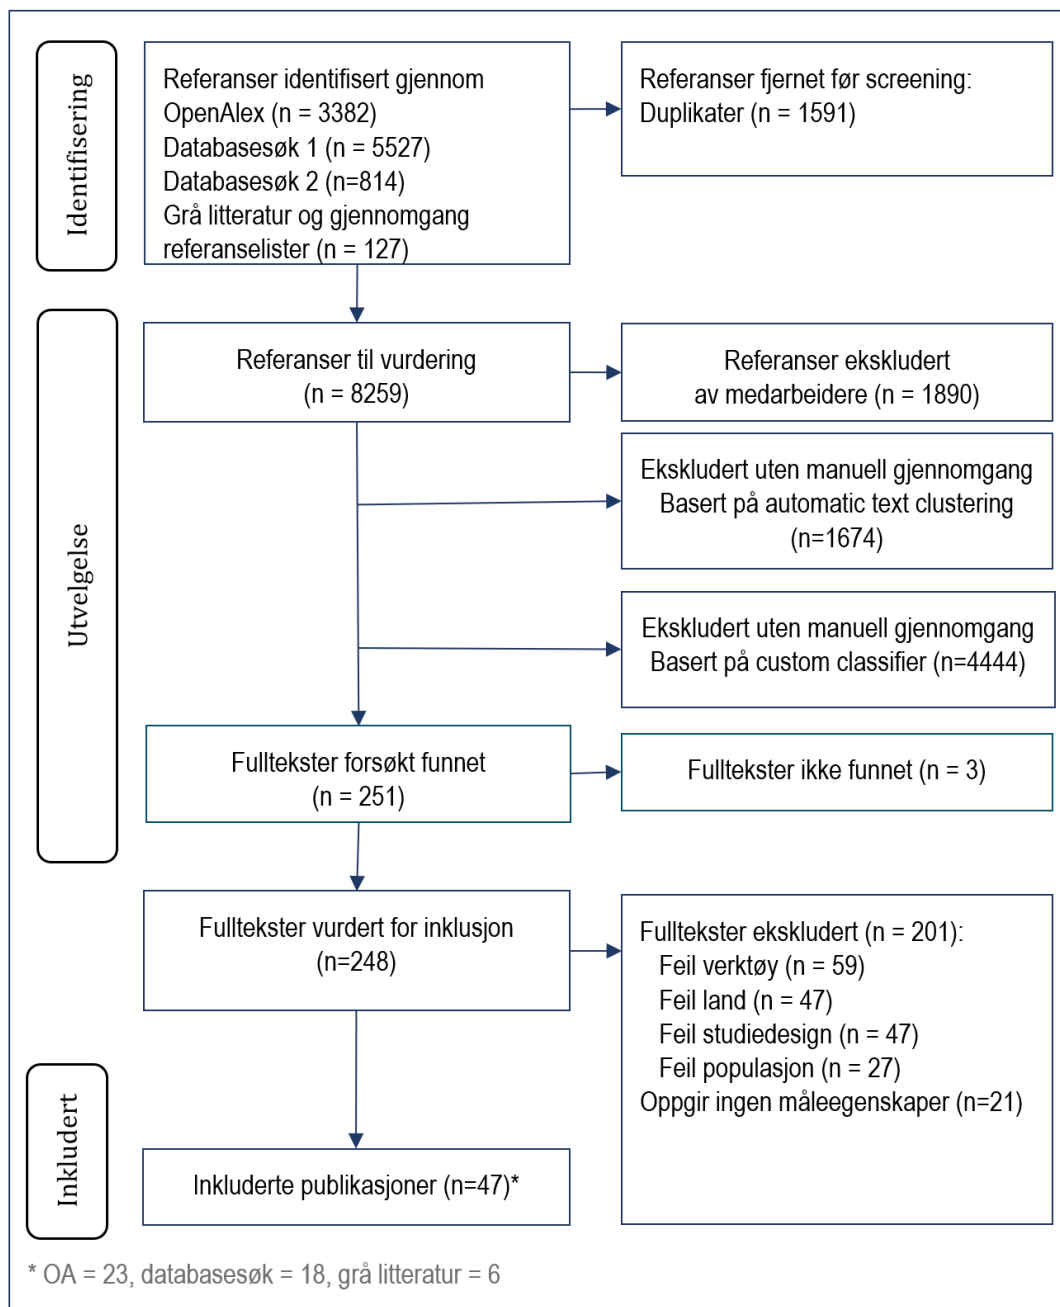 Identifisering
Referanser identifisert gjennom
OpenAlex (n = 3382)
Databasesøk 1 (n = 5527)
Databasesøk 2 (n=814)
Grå litteratur og gjennomgang
referanselister (n = 127)
Referanser fjernet før screening:
Duplikater (n = 1591)
Utvelgelse
Referanser til vurdering
(n = 8259)
Referanser ekskludert
av medarbeidere (n = 1890)
Ekskludert uten manuell gjennomgang
Basert på automatic text clustering
(n=1674)
Ekskludert uten manuell gjennomgang
Basert på custom classifier (n=4444)
Fulltekster forsøkt funnet
(n = 251)
Fulltekster ikke funnet (n = 3)
Fulltekster vurdert for inklusjon
(n=248)
Fulltekster ekskludert (n = 201):
Feil verktøy (n = 59)
Feil land (n = 47)
Feil studiedesign (n = 47)
Feil populasjon (n = 27)
Oppgir ingen måleegenskaper (n=21)
Inkludert
Inkluderte publikasjoner (n=47)*
* OA = 23, databasesøk = 18, grå litteratur = 6